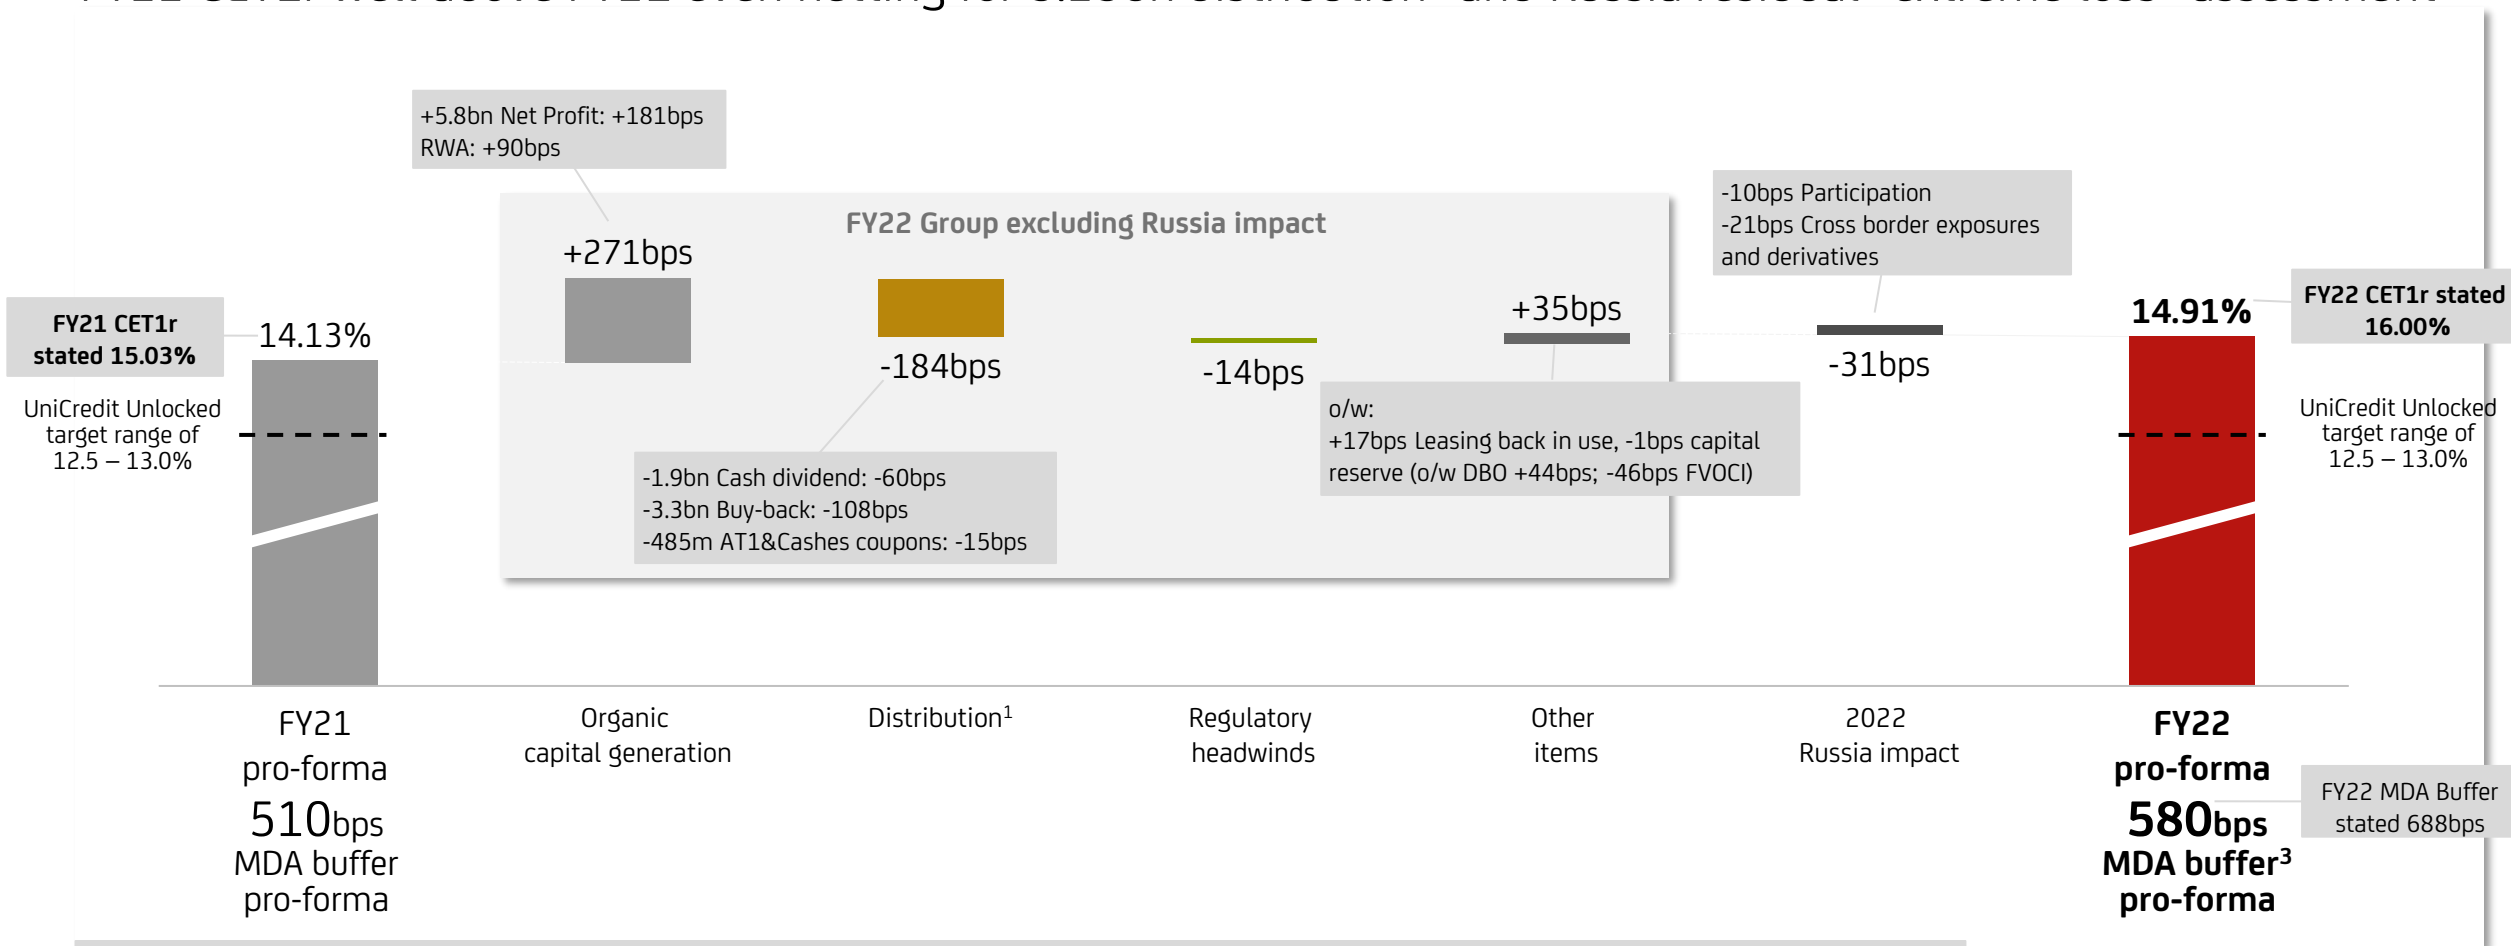 +5.8bn Net Profit: +181bps
RWA: +90bps
FY22 Group excluding Russia impact
-10bps Participation
-21bps Cross border exposures
and derivatives
+271bps
-184bps
-14bps
+35bps
-31bps
FY21 CET1r
stated 15.03%
14.13%
14.91%
FY22 CET1r stated
16.00%
UniCredit Unlocked
target range of
12.5 – 13.0%
o/w:
+17bps Leasing back in use, -1bps capital
reserve (o/w DBO +44bps; -46bps FVOCI)
UniCredit Unlocked
target range of
12.5 – 13.0%
-1.9bn Cash dividend: -60bps
-3.3bn Buy-back: -108bps
-485m AT1&Cashes coupons: -15bps
FY21
pro-forma
510bps
MDA buffer
pro-forma
Organic
capital generation
Distribution¹
Regulatory
headwinds
Other
items
2022
Russia impact
FY22
pro-forma
580bps
MDA buffer³
pro-forma
FY22 MDA Buffer
stated 688bps